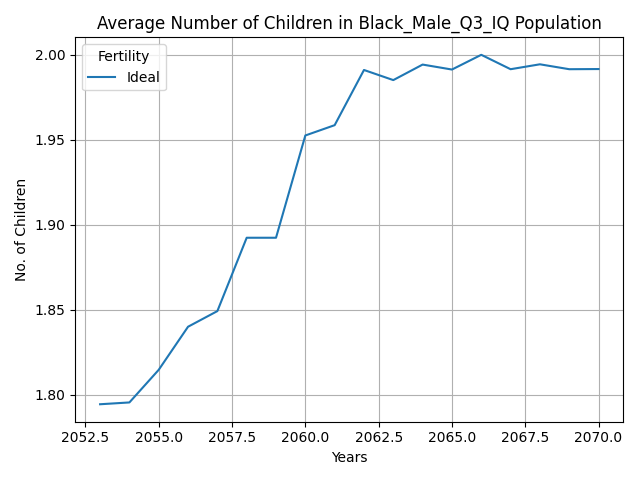 Average Number of Children in Black_Male_Q3_IQ Population
Fertility
Ideal
2.00
1.95
1.90
1.85
1.80
No. of Children
2052.5 2055.0 2057.5 2060.0 2062.5 2065.0 2067.5 2070.0
Years